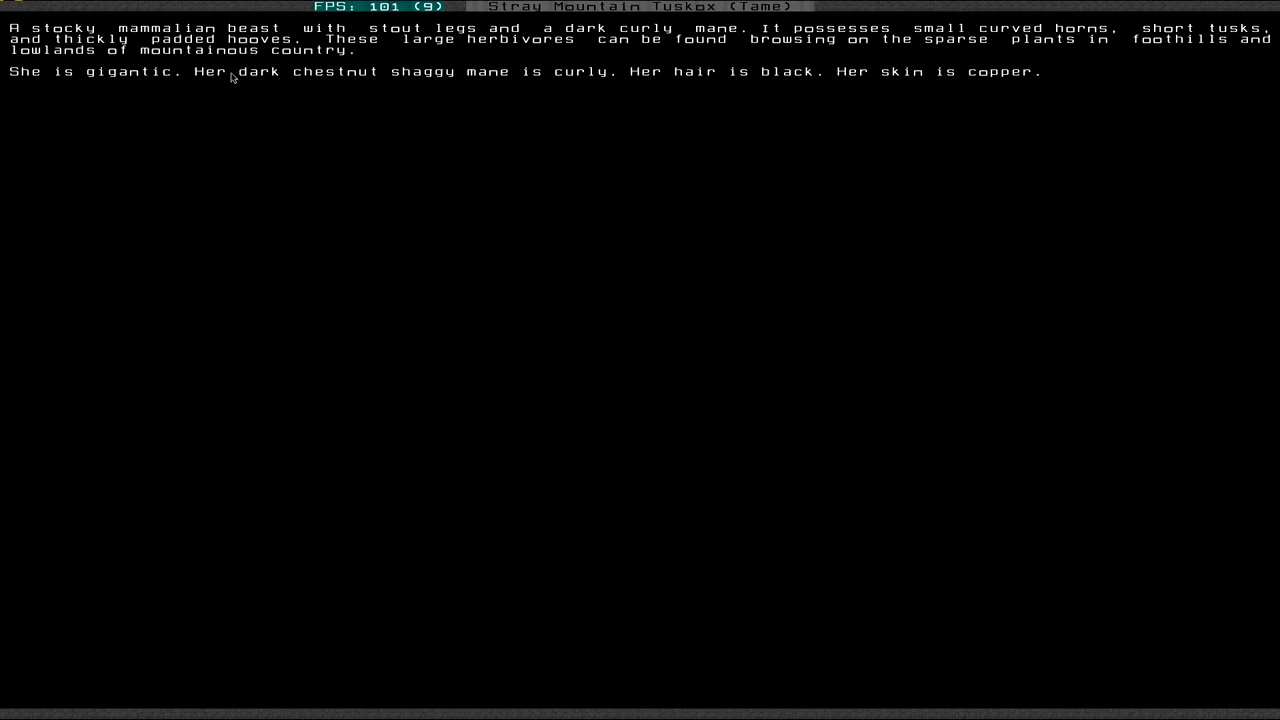 FPS: 101 (9) Stray Mountain Tuskox (Tame)
A stocky mammalian beast with stout legs and a dark curly mane. It possesses small curved horns, short tusks,
and thickly padded hooves. These large herbivores can be found browsing on the sparse plants in foothills and
lowlands of mountainous country.
She is gigantic. Her dark chestnut shaggy mane is curly. Her hair is black. Her skin is copper.